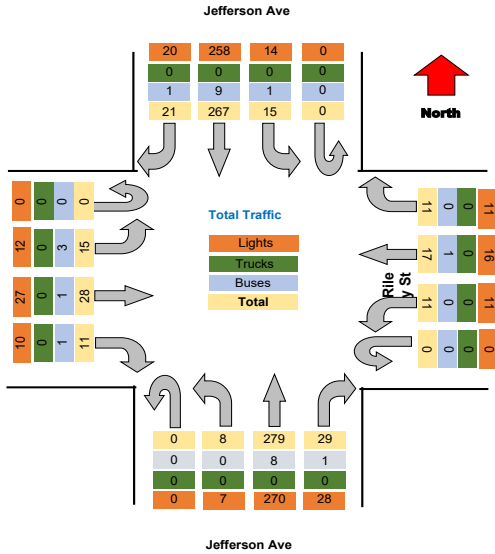 Jefferson Ave
20 258 14 0
0 0 0 0
1 9 1 0
21 267 15 0
North
0 0 0 0
12 0 3 15
27 0 1 28
10 0 1 11
Total Traffic
Lights
Trucks
Buses
Total
11 0 0 11
17 1 0 16
Rile
y St
11 0 0 11
0 0 0 0
0 8 279 29
0 0 8 1
0 0 0 0
0 7 270 28
Jefferson Ave